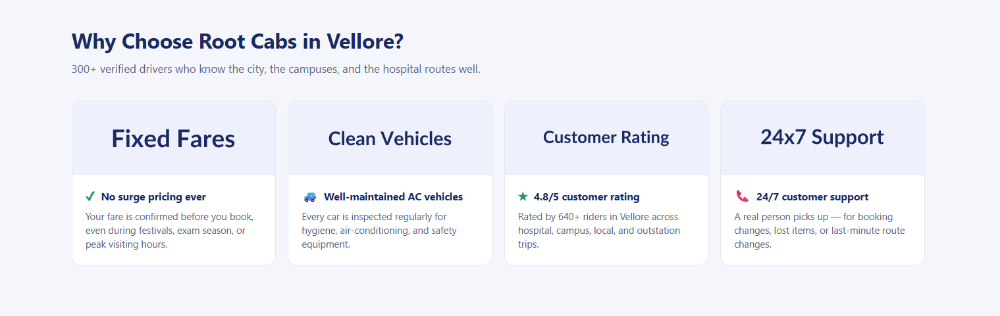 Why Choose Root Cabs in Vellore?
300+ verified drivers who know the city, the campuses, and the hospital routes well.
Fixed Fares
✓ No surge pricing ever
Your fare is confirmed before you book,
even during festivals, exam season, or
peak visiting hours.
Clean Vehicles
🚙 Well-maintained AC vehicles
Every car is inspected regularly for
hygiene, air-conditioning, and safety
equipment.
Customer Rating
★ 4.8/5 customer rating
Rated by 640+ riders in Vellore across
hospital, campus, local, and outstation
trips.
24x7 Support
📞 24/7 customer support
A real person picks up — for booking
changes, lost items, or last-minute route
changes.